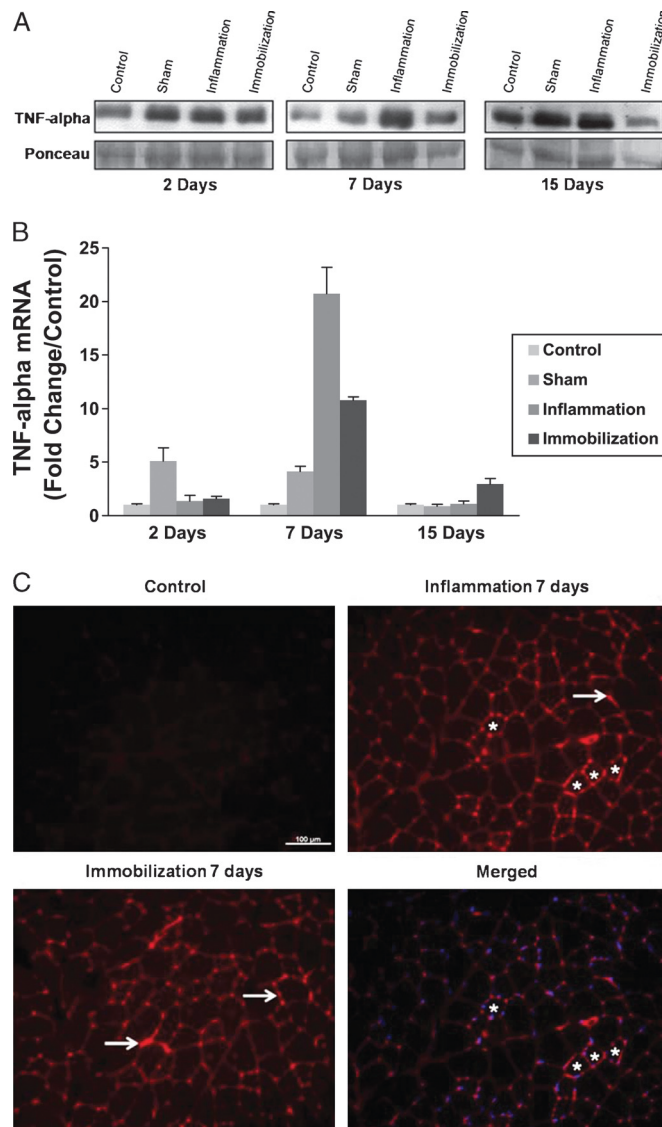 A
Control Sham Inflammation Immobilization
Control Sham Inflammation Immobilization
Control Sham Inflammation Immobilization
TNF-alpha
Ponceau
2 Days 7 Days 15 Days
B
TNF-alpha mRNA
(Fold Change/Control)
25
20
15
10
5
0
2 Days 7 Days 15 Days
Control
Sham
Inflammation
Immobilization
C
Control Inflammation 7 days
* * * *
100 µm
Immobilization 7 days Merged
* * * *